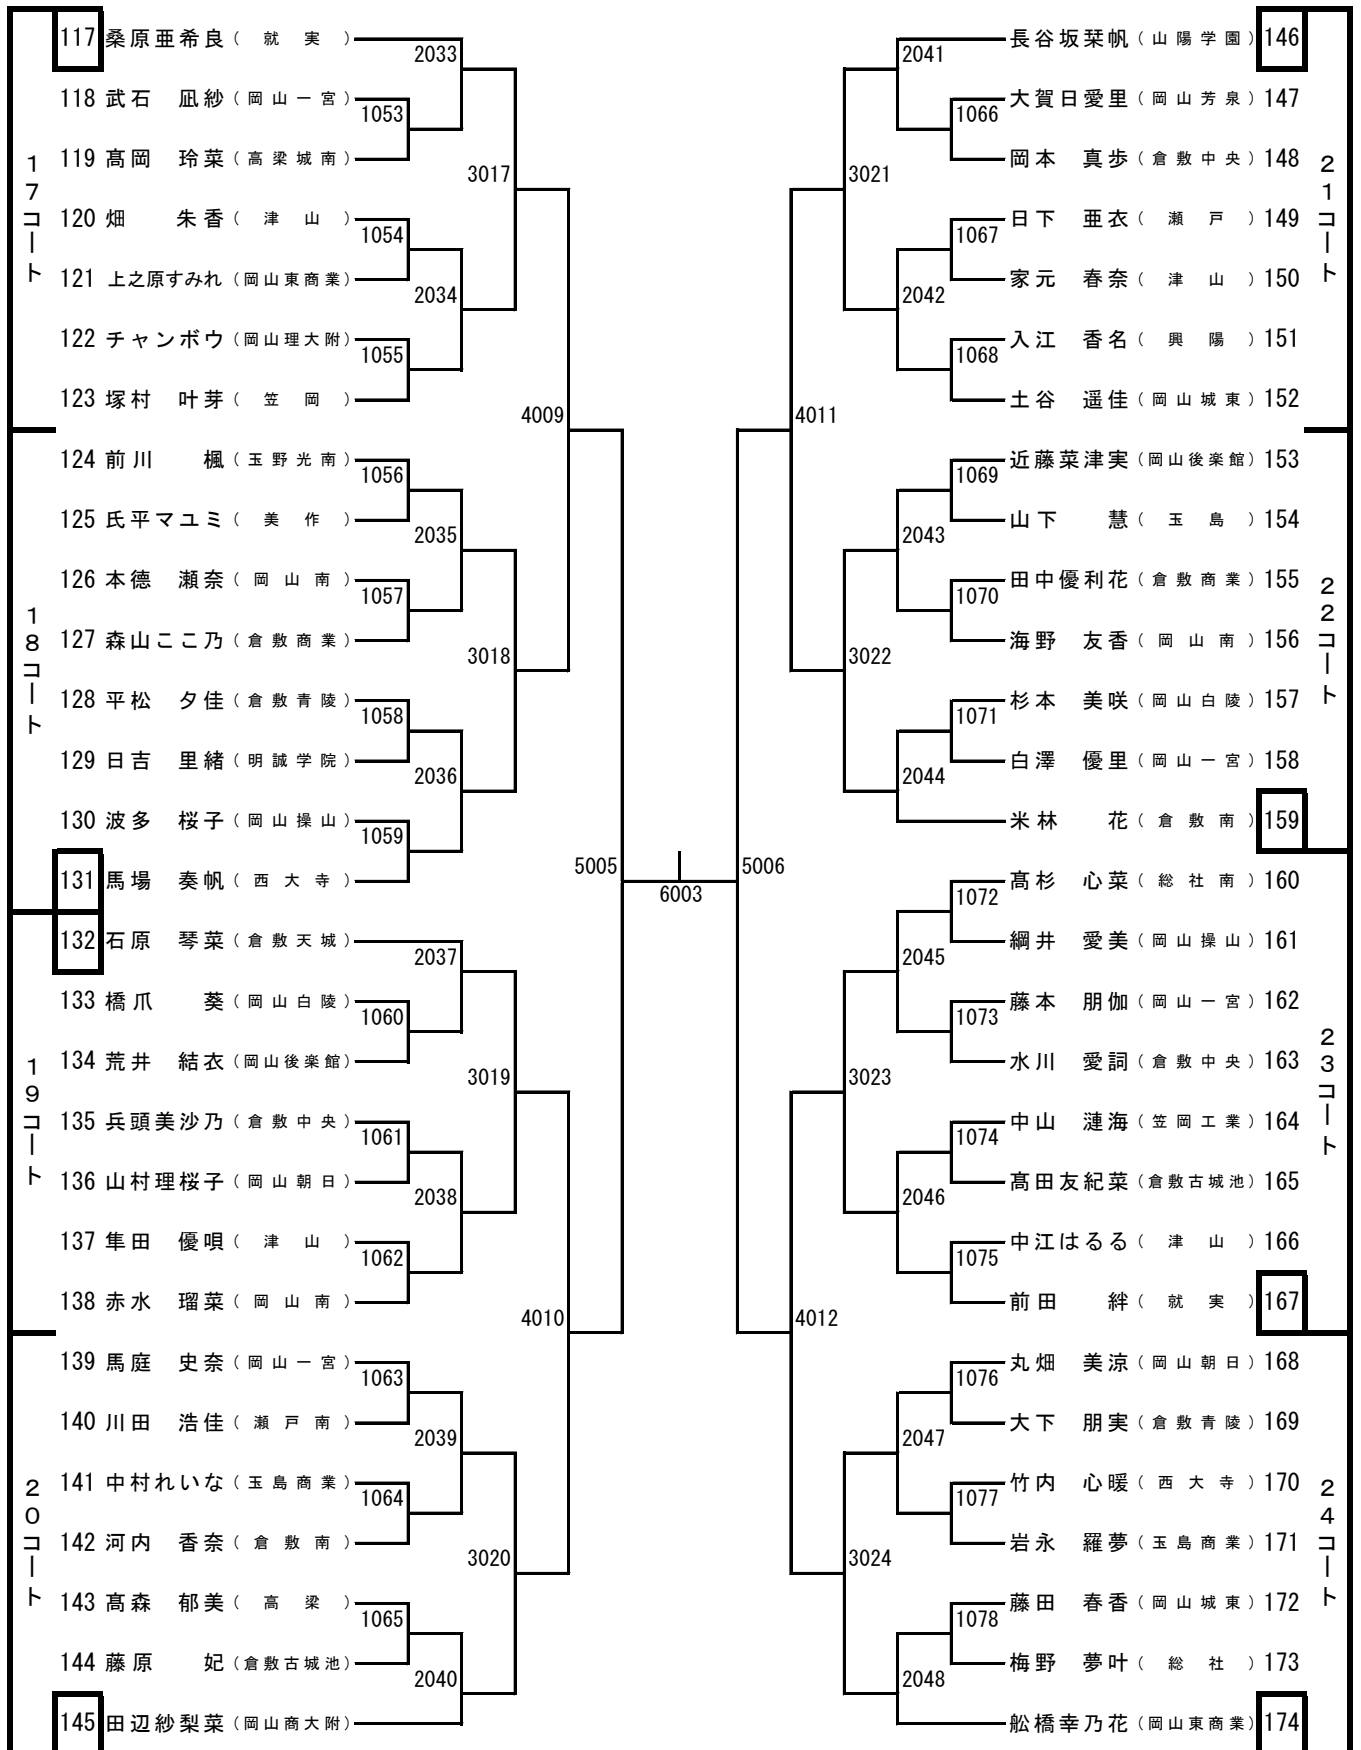 117 桑原亜希良（就実）
118 武石　凪紗（岡山一宮）
119 髙岡　玲菜（高梁城南）
120 畑　朱香（津山）
121 上之原すみれ（岡山東商業）
122 チャンボウ（岡山理大附）
123 塚村　叶芽（笠岡）
17コート
2033
1053
3017
1054
2034
1055
4009
124 前川　楓（玉野光南）
125 氏平マユミ（美作）
126 本德　瀬奈（岡山南）
127 森山ここ乃（倉敷商業）
128 平松　夕佳（倉敷青陵）
129 日吉　里緒（明誠学院）
130 波多　桜子（岡山操山）
131 馬場　奏帆（西大寺）
18コート
1056
2035
1057
3018
1058
2036
1059
5005
132 石原　琴菜（倉敷天城）
133 橋爪　葵（岡山白陵）
134 荒井　結衣（岡山後楽館）
135 兵頭美沙乃（倉敷中央）
136 山村理桜子（岡山朝日）
137 隼田　優唄（津山）
138 赤水　瑠菜（岡山南）
19コート
2037
1060
3019
1061
2038
1062
4010
139 馬庭　史奈（岡山一宮）
140 川田　浩佳（瀬戸南）
141 中村れいな（玉島商業）
142 河内　香奈（倉敷南）
143 髙森　郁美（高梁）
144 藤原　妃（倉敷古城池）
145 田辺紗梨菜（岡山商大附）
20コート
1063
2039
1064
3020
1065
2040
6003
長谷坂栞帆（山陽学園）146
大賀日愛里（岡山芳泉）147
岡本　真歩（倉敷中央）148
日下　亜衣（瀬戸）149
家元　春奈（津山）150
入江　香名（興陽）151
土谷　遥佳（岡山城東）152
21コート
2041
1066
3021
1067
2042
1068
4011
近藤菜津実（岡山後楽館）153
山下　慧（玉島）154
田中優利花（倉敷商業）155
海野　友香（岡山南）156
杉本　美咲（岡山白陵）157
白澤　優里（岡山一宮）158
米林　花（倉敷南）159
22コート
1069
2043
1070
3022
1071
2044
5006
髙杉　心菜（総社南）160
綱井　愛美（岡山操山）161
藤本　朋伽（岡山一宮）162
水川　愛詞（倉敷中央）163
中山　漣海（笠岡工業）164
髙田友紀菜（倉敷古城池）165
中江はるる（津山）166
前田　絆（就実）167
23コート
1072
2045
1073
3023
1074
2046
1075
4012
丸畑　美涼（岡山朝日）168
大下　朋実（倉敷青陵）169
竹内　心暖（西大寺）170
岩永　羅夢（玉島商業）171
藤田　春香（岡山城東）172
梅野　夢叶（総社）173
舩橋幸乃花（岡山東商業）174
24コート
1076
2047
1077
3024
1078
2048